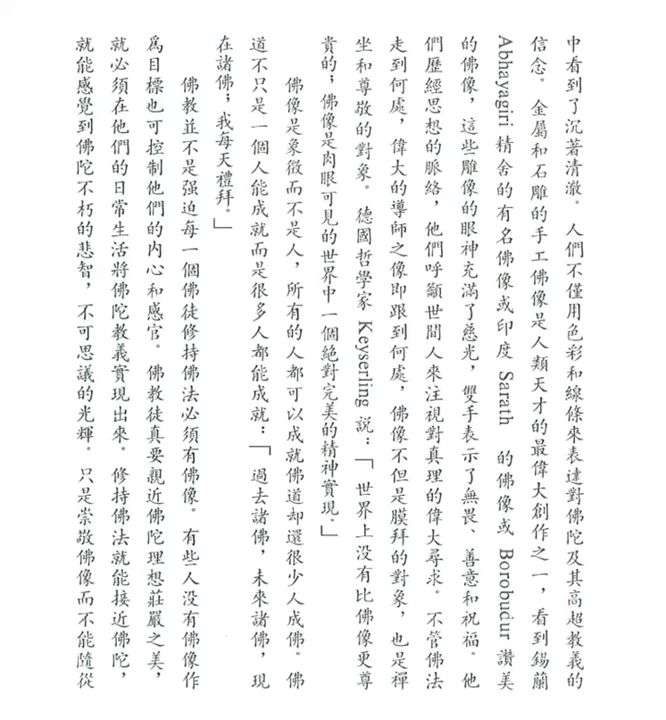 中看到了沉著清澈。 人們不僅用色彩和線條來表達對佛陀及其高超教義的
信念。 金屬和石雕的手工佛像是人類天才的最偉大創作之一，看到錫蘭
Abhayagiri 精舍的有名佛像或印度 Sarath 的佛像或 Borobudur 讚美
的佛像，這些雕像的眼神充滿了慈光，雙手表示了無畏、善意和祝福。 他
們歷經思想的脈絡，他們呼籲世間人來注視對真理的偉大尋求。 不管佛法
走到何處，偉大的導師之像即跟到何處，佛像不但是膜拜的對象，也是禪
坐和尊敬的對象。 德國哲學家 Keyserling 説：「 世界上没有比佛像更尊
貴的；佛像是肉眼可見的世界中一個絕對完美的精神實現。」
佛像是象徵而不是人，所有的人都可以成就佛道却還很少人成佛。 佛
道不只是一個人能成就而是很多人都能成就：「 過去諸佛，未來諸佛，現
在諸佛；我每天禮拜。」
佛教並不是强迫每一個佛徒修持佛法必須有佛像。 有些人没有佛像作
爲目標也可控制他們的内心和感官。 佛教徒真要親近佛陀理想莊嚴之美，
就必須在他們的日常生活將佛陀教義實現出來。 修持佛法就能接近佛陀，
就能感覺到佛陀不朽的悲智，不可思議的光輝。 只是崇敬佛像而不能隨從